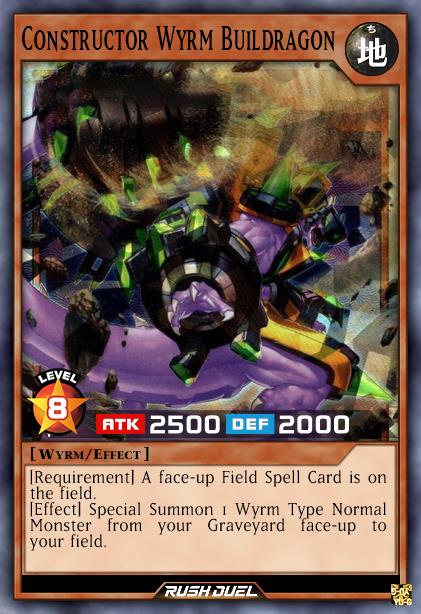 CONSTRUCTOR WYRM BUILDRAGON
ち
地
LEVEL
8
ATK 2500 DEF 2000
[WYRM/EFFECT]
[Requirement] A face-up Field Spell Card is on
the field.
[Effect] Special Summon 1 Wyrm Type Normal
Monster from your Graveyard face-up to
your field.
RUSH DUEL